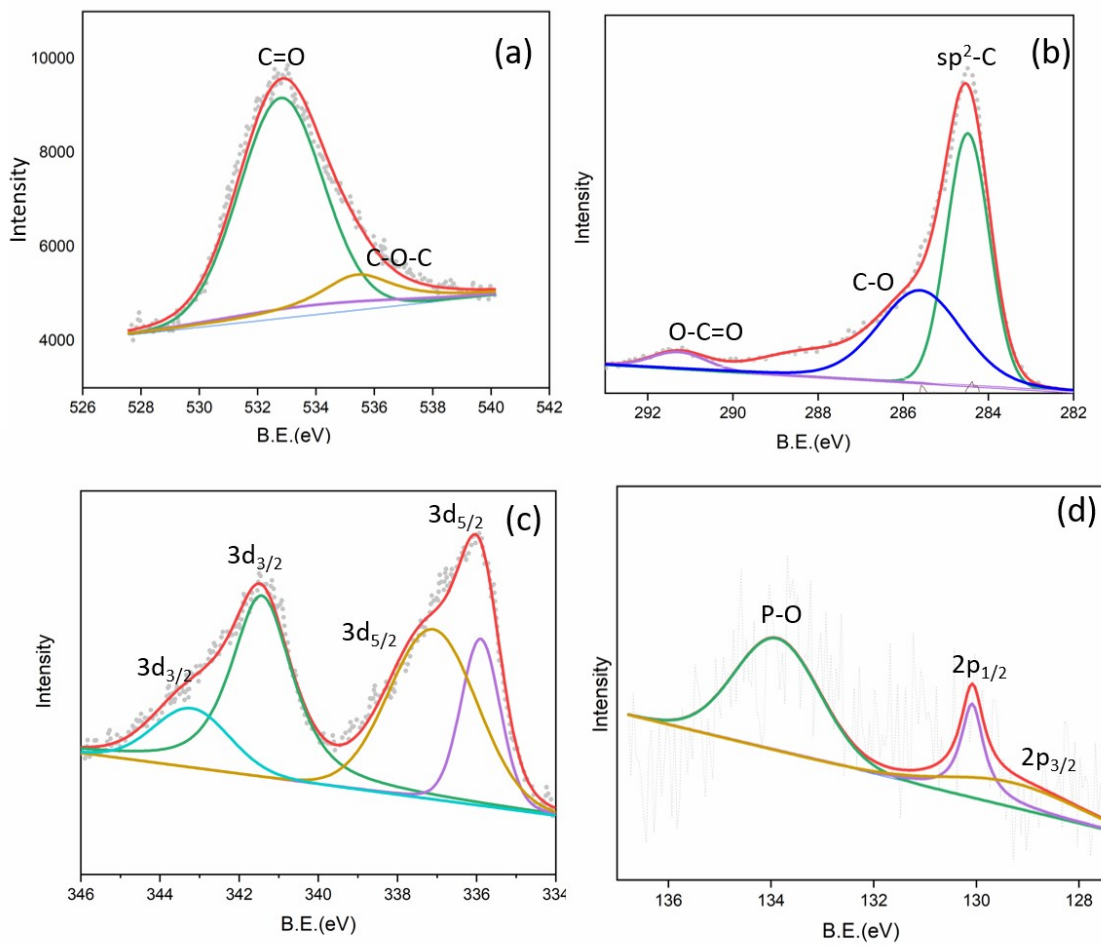 (a)
C=O
C-O-C
10000
8000
6000
4000
Intensity
526 528 530 532 534 536 538 540 542
B.E.(eV)
(b)
sp²-C
C-O
O-C=O
Intensity
292 290 288 286 284 282
B.E.(eV)
(c)
3d₅/₂
3d₃/₂
3d₅/₂
3d₃/₂
Intensity
346 344 342 340 338 336 334
B.E.(eV)
(d)
P-O
2p₁/₂
2p₃/₂
Intensity
136 134 132 130 128
B.E.(eV)